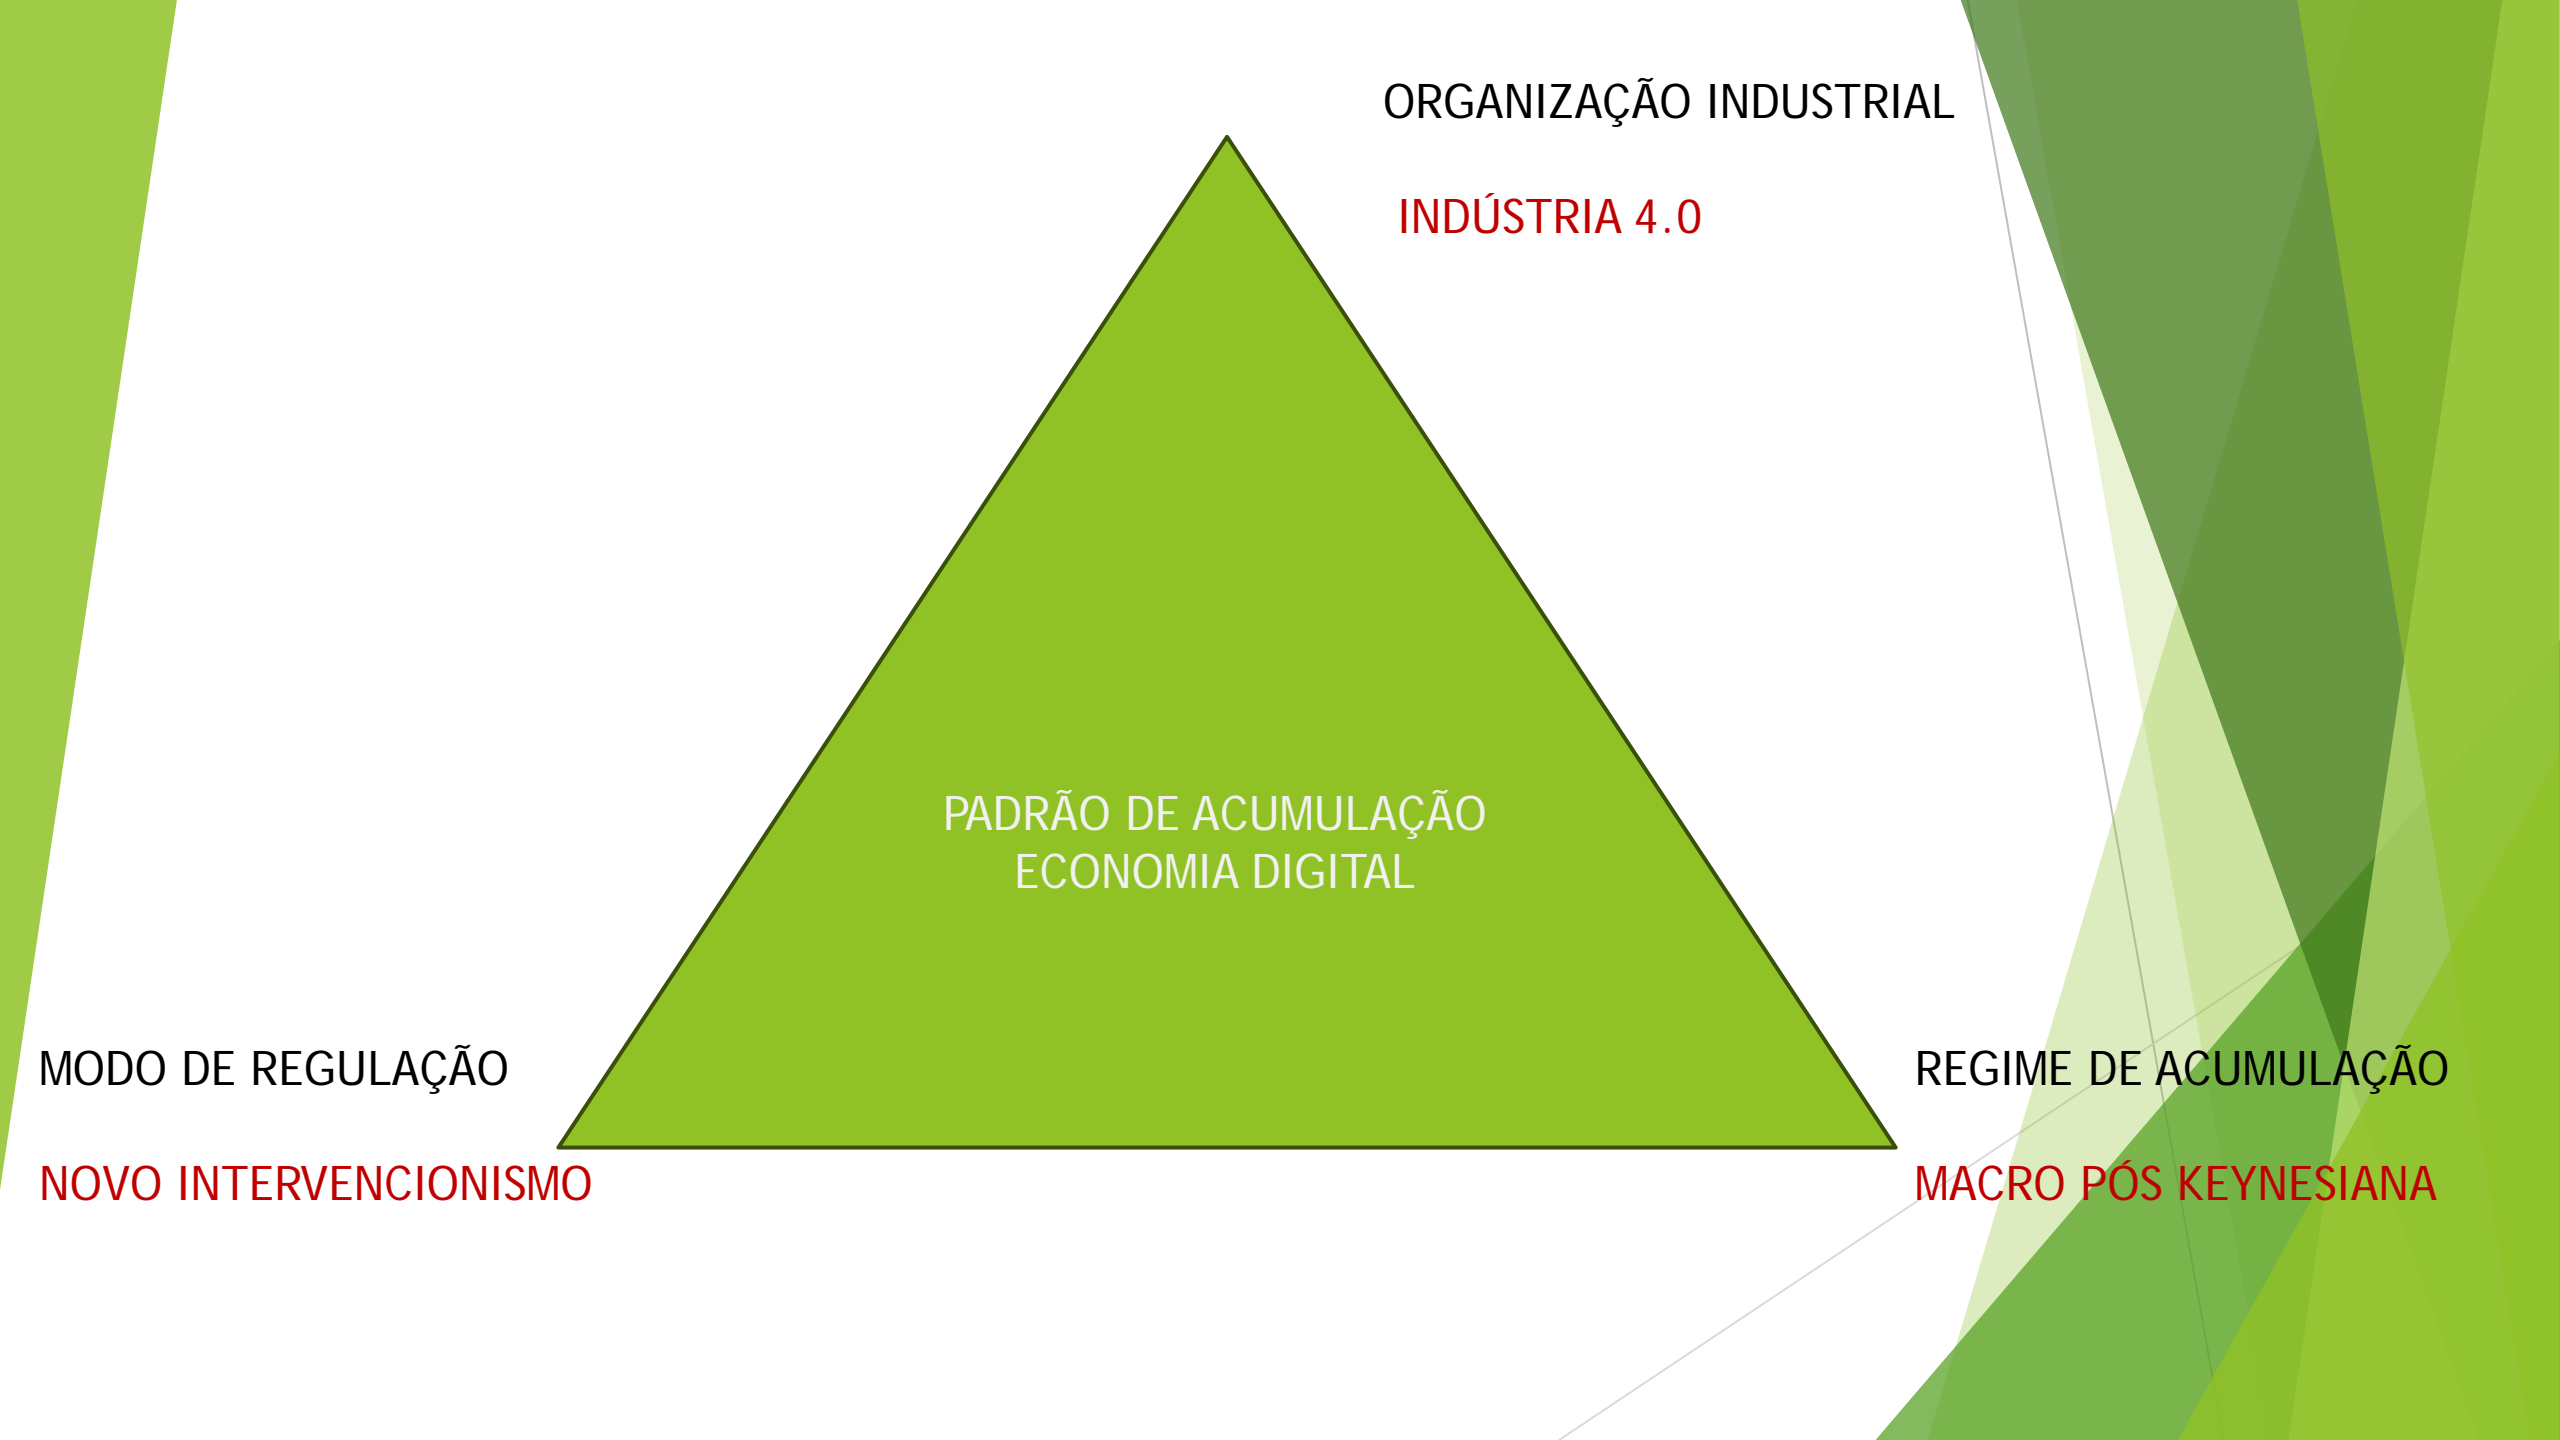 ORGANIZAÇÃO INDUSTRIAL
INDÚSTRIA 4.0
PADRÃO DE ACUMULAÇÃO
ECONOMIA DIGITAL
MODO DE REGULAÇÃO
NOVO INTERVENCIONISMO
REGIME DE ACUMULAÇÃO
MACRO PÓS KEYNESIANA